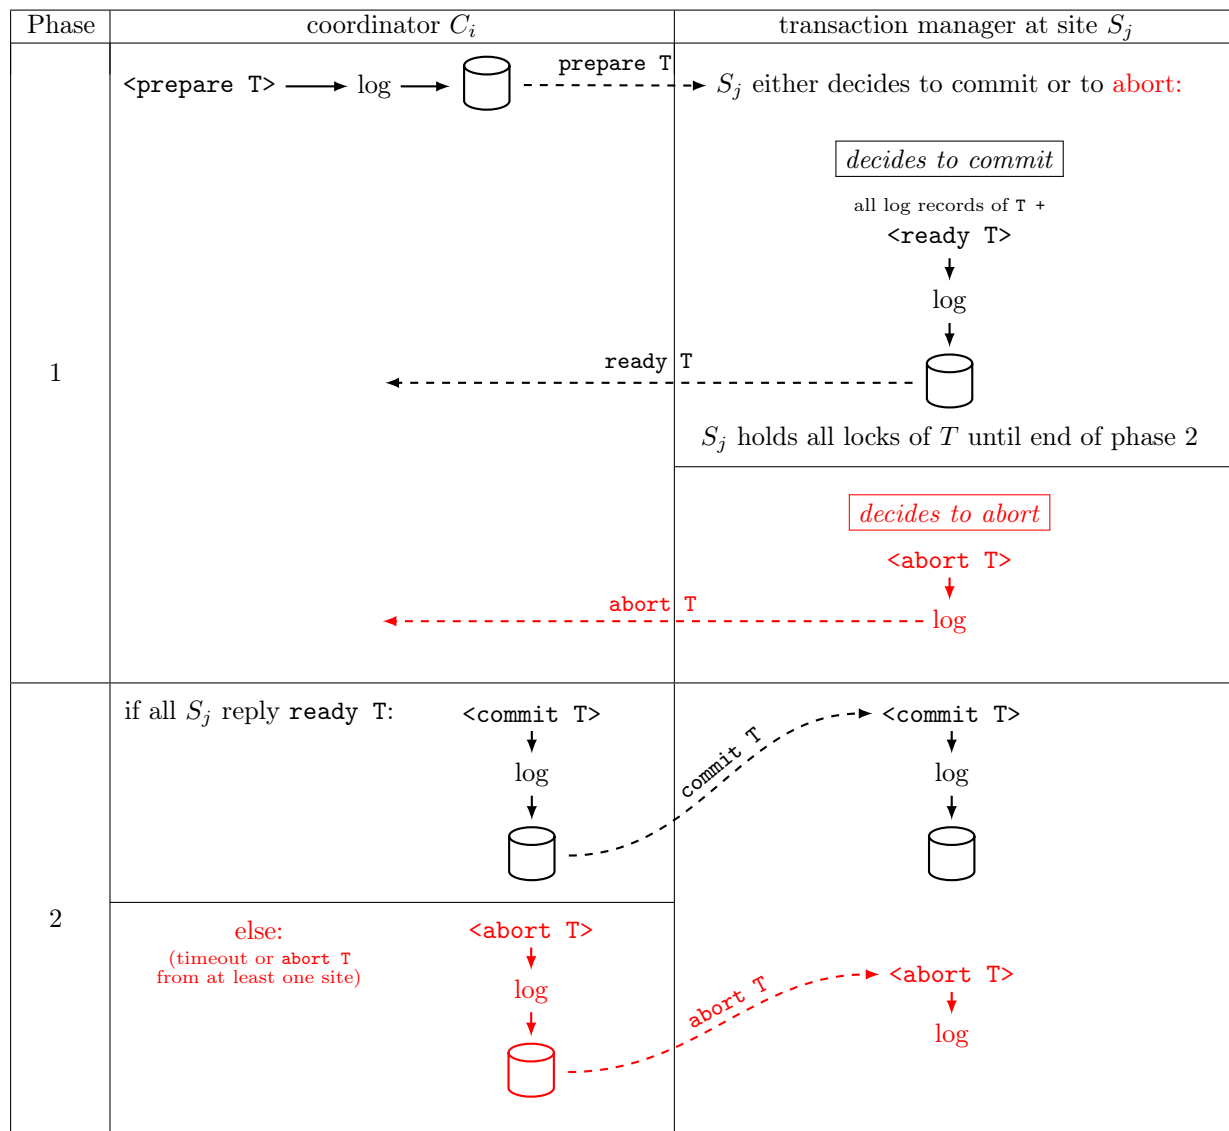 Phase
coordinator C_i
transaction manager at site S_j
1
<prepare T>
log
prepare T
S_j either decides to commit or to abort:
decides to commit
all log records of T +
<ready T>
log
ready T
S_j holds all locks of T until end of phase 2
decides to abort
<abort T>
abort T
log
2
if all S_j reply ready T:
<commit T>
log
commit T
<commit T>
log
else:
(timeout or abort T
from at least one site)
<abort T>
log
abort T
<abort T>
log